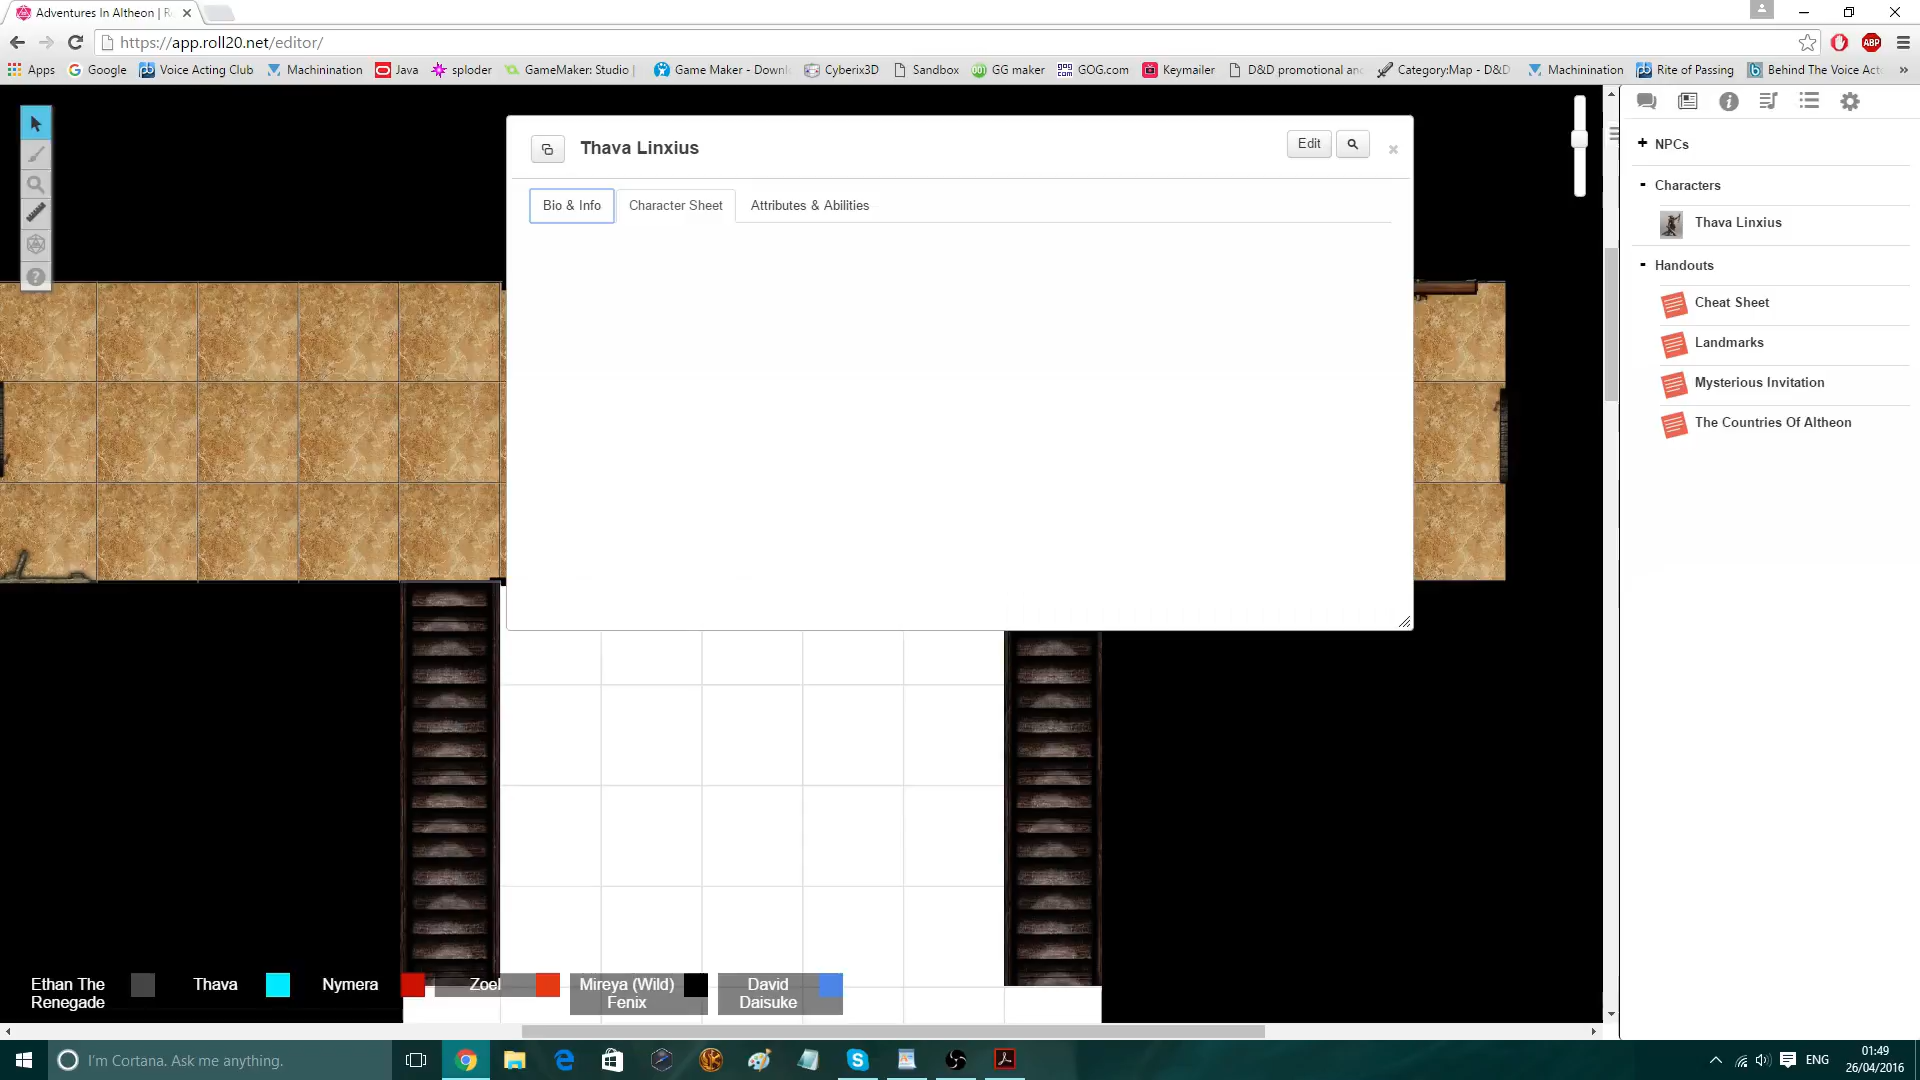 Adventures In Altheon | R
https://app.roll20.net/editor/
ABP
Apps
Google
Voice Acting Club
Machinination
Java
sploder
GameMaker: Studio |
Game Maker - Downl
Cyberix3D
Sandbox
GG maker
GOG.com
Keymailer
D&D promotional an
Category:Map - D&D
Machinination
Rite of Passing
Behind The Voice Act
»
Thava Linxius
Edit
Bio & Info
Character Sheet
Attributes & Abilities
NPCs
Characters
Thava Linxius
Handouts
Cheat Sheet
Landmarks
Mysterious Invitation
The Countries Of Altheon
Ethan The
Renegade
Thava
Nymera
Zoel
Mireya (Wild)
Fenix
David
Daisuke
I'm Cortana. Ask me anything.
ENG
01:49
26/04/2016